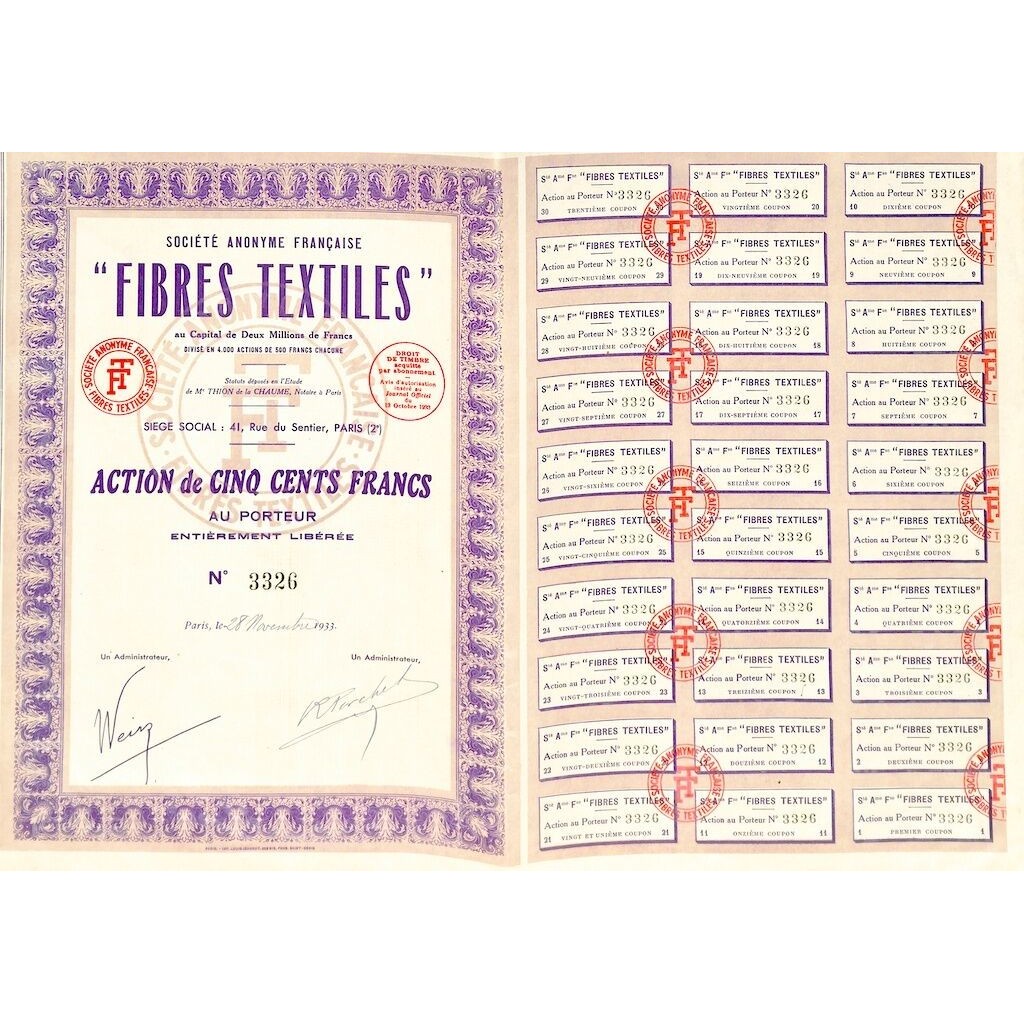 SOCIÉTÉ ANONYME FRANÇAISE
"FIBRES TEXTILES"
au Capital de Deux Millions de Francs
DIVISÉ EN 4.000 ACTIONS DE 500 FRANCS CHACUNE
SOCIÉTÉ ANONYME FRANÇAISE
FIBRES TEXTILES
DROIT
DE TIMBRE
acquitté
par abonnement
Avis d'autorisation
inséré au
Journal Officiel
du
Octobre 1933
Statuts déposés en l'Etude
de Mᵉ THION de la CHAUME, Notaire à Paris
SIEGE SOCIAL : 41, Rue du Sentier, PARIS (2ᵉ)
ACTION de CINQ CENTS FRANCS
AU PORTEUR
ENTIÈREMENT LIBÉRÉE
N° 3326
Paris, le 28 Novembre 1933.
Un Administrateur,
Un Administrateur,
Sté Ame Fse "FIBRES TEXTILES"
Action au Porteur N° 3326
30 TRENTIÈME COUPON
Sté Ame Fse "FIBRES TEXTILES"
Action au Porteur N° 3326
VINGTIÈME COUPON 20
Sté Ame Fse "FIBRES TEXTILES"
Action au Porteur N° 3326
10 DIXIÈME COUPON
Sté Ame Fse "FIBRES TEXTILES"
Action au Porteur N° 3326
29 VINGT-NEUVIÈME COUPON 29
Sté Ame Fse "FIBRES TEXTILES"
Action au Porteur N° 3326
19 DIX-NEUVIÈME COUPON 19
Sté Ame Fse "FIBRES TEXTILES"
Action au Porteur N° 3326
9 NEUVIÈME COUPON 9
Sté Ame Fse "FIBRES TEXTILES"
Action au Porteur N° 3326
28 VINGT-HUITIÈME COUPON
Sté Ame Fse "FIBRES TEXTILES"
Action au Porteur N° 3326
DIX-HUITIÈME COUPON 18
Sté Ame Fse "FIBRES TEXTILES"
Action au Porteur N° 3326
8 HUITIÈME COUPON
Sté Ame Fse "FIBRES TEXTILES"
Action au Porteur N° 3326
27 VINGT-SEPTIÈME COUPON 27
Sté Ame Fse "FIBRES TEXTILES"
Action au Porteur N° 3326
17 DIX-SEPTIÈME COUPON 17
Sté Ame Fse "FIBRES TEXTILES"
Action au Porteur N° 3326
7 SEPTIÈME COUPON 7
Sté Ame Fse "FIBRES TEXTILES"
Action au Porteur N° 3326
26 VINGT-SIXIÈME COUPON
Sté Ame Fse "FIBRES TEXTILES"
Action au Porteur N° 3326
SEIZIÈME COUPON 16
Sté Ame Fse "FIBRES TEXTILES"
Action au Porteur N° 3326
6 SIXIÈME COUPON
Sté Ame Fse "FIBRES TEXTILES"
Action au Porteur N° 3326
25 VINGT-CINQUIÈME COUPON 25
Sté Ame Fse "FIBRES TEXTILES"
Action au Porteur N° 3326
15 QUINZIÈME COUPON 15
Sté Ame Fse "FIBRES TEXTILES"
Action au Porteur N° 3326
5 CINQUIÈME COUPON 5
Sté Ame Fse "FIBRES TEXTILES"
Action au Porteur N° 3326
24 VINGT-QUATRIÈME COUPON
Sté Ame Fse "FIBRES TEXTILES"
Action au Porteur N° 3326
QUATORZIÈME COUPON 14
Sté Ame Fse "FIBRES TEXTILES"
Action au Porteur N° 3326
4 QUATRIÈME COUPON
Sté Ame Fse "FIBRES TEXTILES"
Action au Porteur N° 3326
23 VINGT-TROISIÈME COUPON 23
Sté Ame Fse "FIBRES TEXTILES"
Action au Porteur N° 3326
13 TREIZIÈME COUPON 13
Sté Ame Fse "FIBRES TEXTILES"
Action au Porteur N° 3326
3 TROISIÈME COUPON 3
Sté Ame Fse "FIBRES TEXTILES"
Action au Porteur N° 3326
22 VINGT-DEUXIÈME COUPON
Sté Ame Fse "FIBRES TEXTILES"
Action au Porteur N° 3326
DOUZIÈME COUPON 12
Sté Ame Fse "FIBRES TEXTILES"
Action au Porteur N° 3326
2 DEUXIÈME COUPON
Sté Ame Fse "FIBRES TEXTILES"
Action au Porteur N° 3326
21 VINGT ET UNIÈME COUPON 21
Sté Ame Fse "FIBRES TEXTILES"
Action au Porteur N° 3326
11 ONZIÈME COUPON 11
Sté Ame Fse "FIBRES TEXTILES"
Action au Porteur N° 3326
1 PREMIER COUPON 1